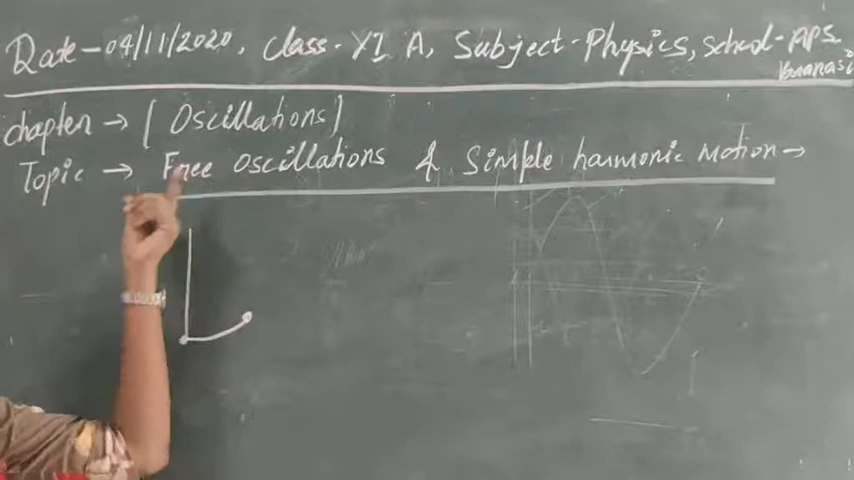 Date - 04/11/2020, Class - XI A, Subject - Physics, School - APS
Varanasi
Chapter → [Oscillations]
Topic → Free oscillations & Simple harmonic Motion →